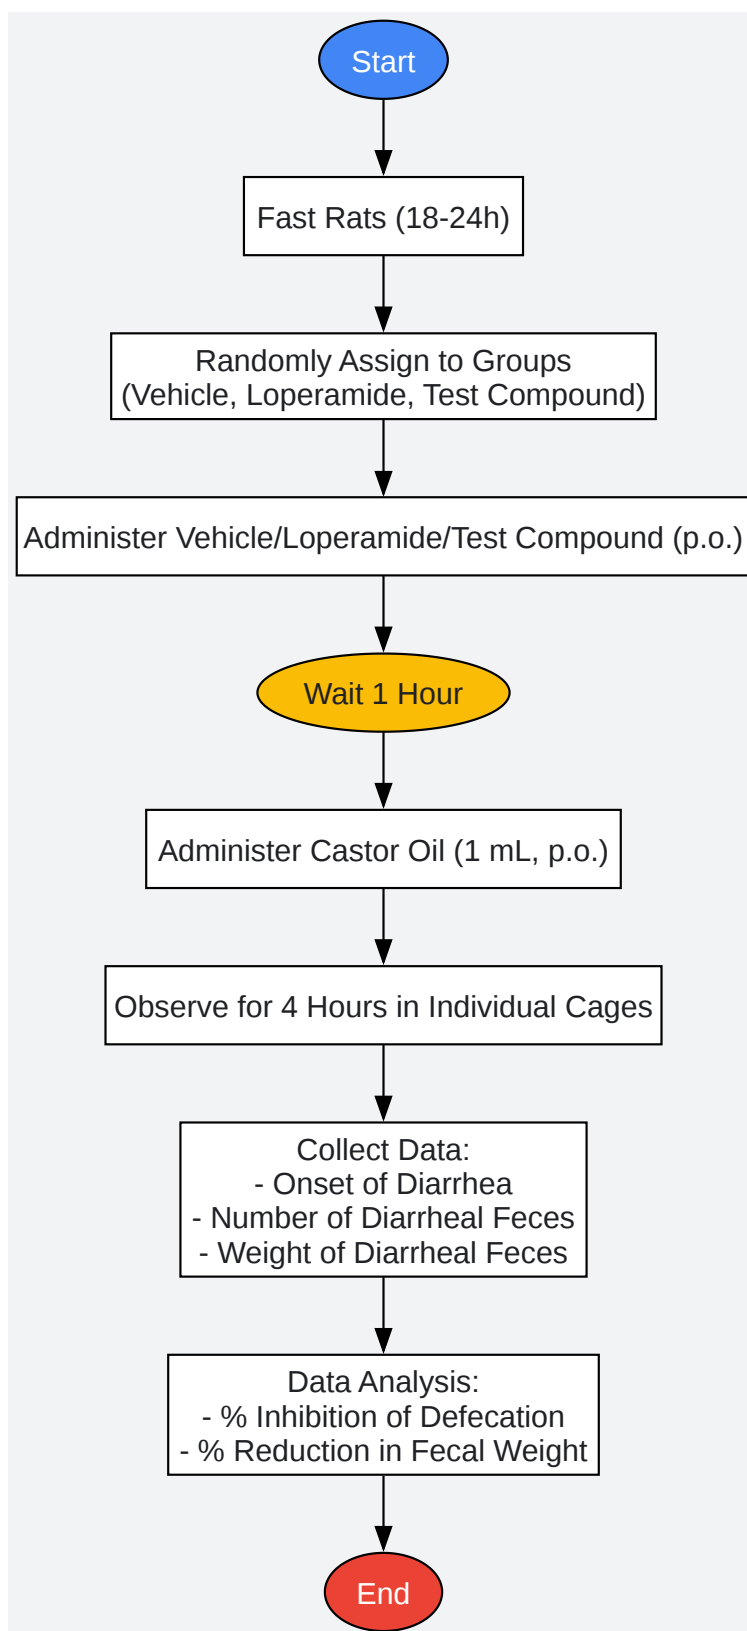 Start
Fast Rats (18-24h)
Randomly Assign to Groups
(Vehicle, Loperamide, Test Compound)
Administer Vehicle/Loperamide/Test Compound (p.o.)
Wait 1 Hour
Administer Castor Oil (1 mL, p.o.)
Observe for 4 Hours in Individual Cages
Collect Data:
- Onset of Diarrhea
- Number of Diarrheal Feces
- Weight of Diarrheal Feces
Data Analysis:
- % Inhibition of Defecation
- % Reduction in Fecal Weight
End